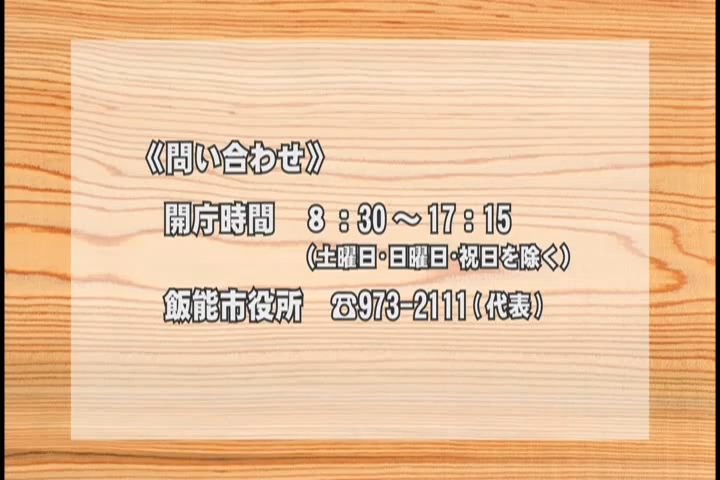 《問い合わせ》
開庁時間　8：30～17：15
（土曜日・日曜日・祝日を除く）
飯能市役所　☎973-2111（代表）